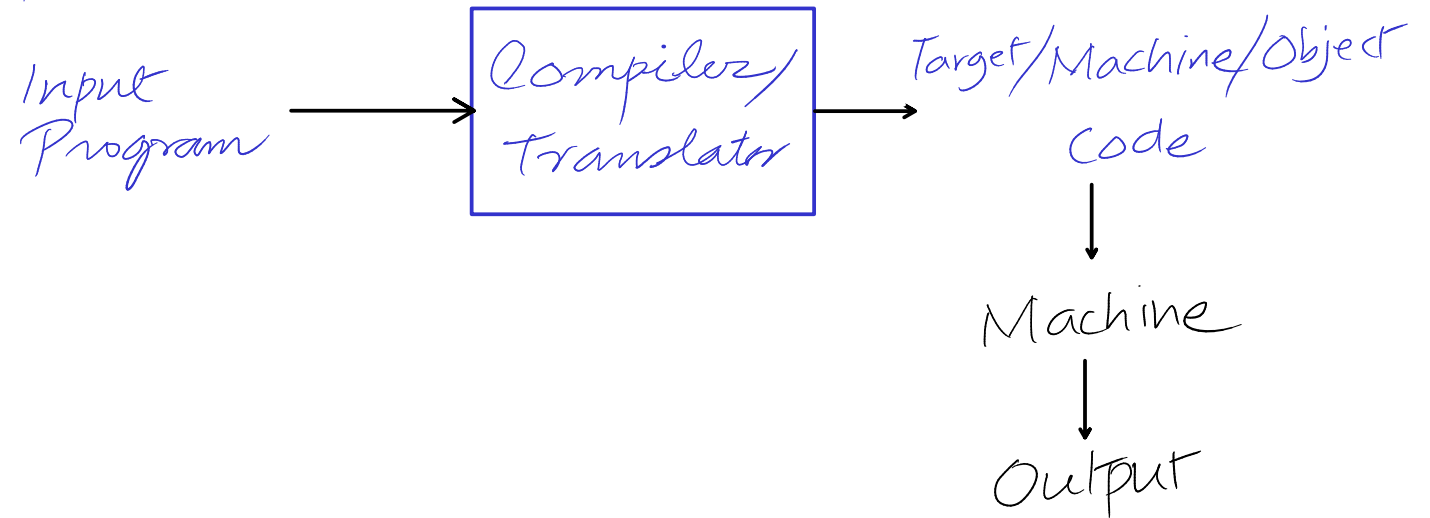 Input
Program
Compiler/
Translator
Target/Machine/Object
Code
Machine
Output